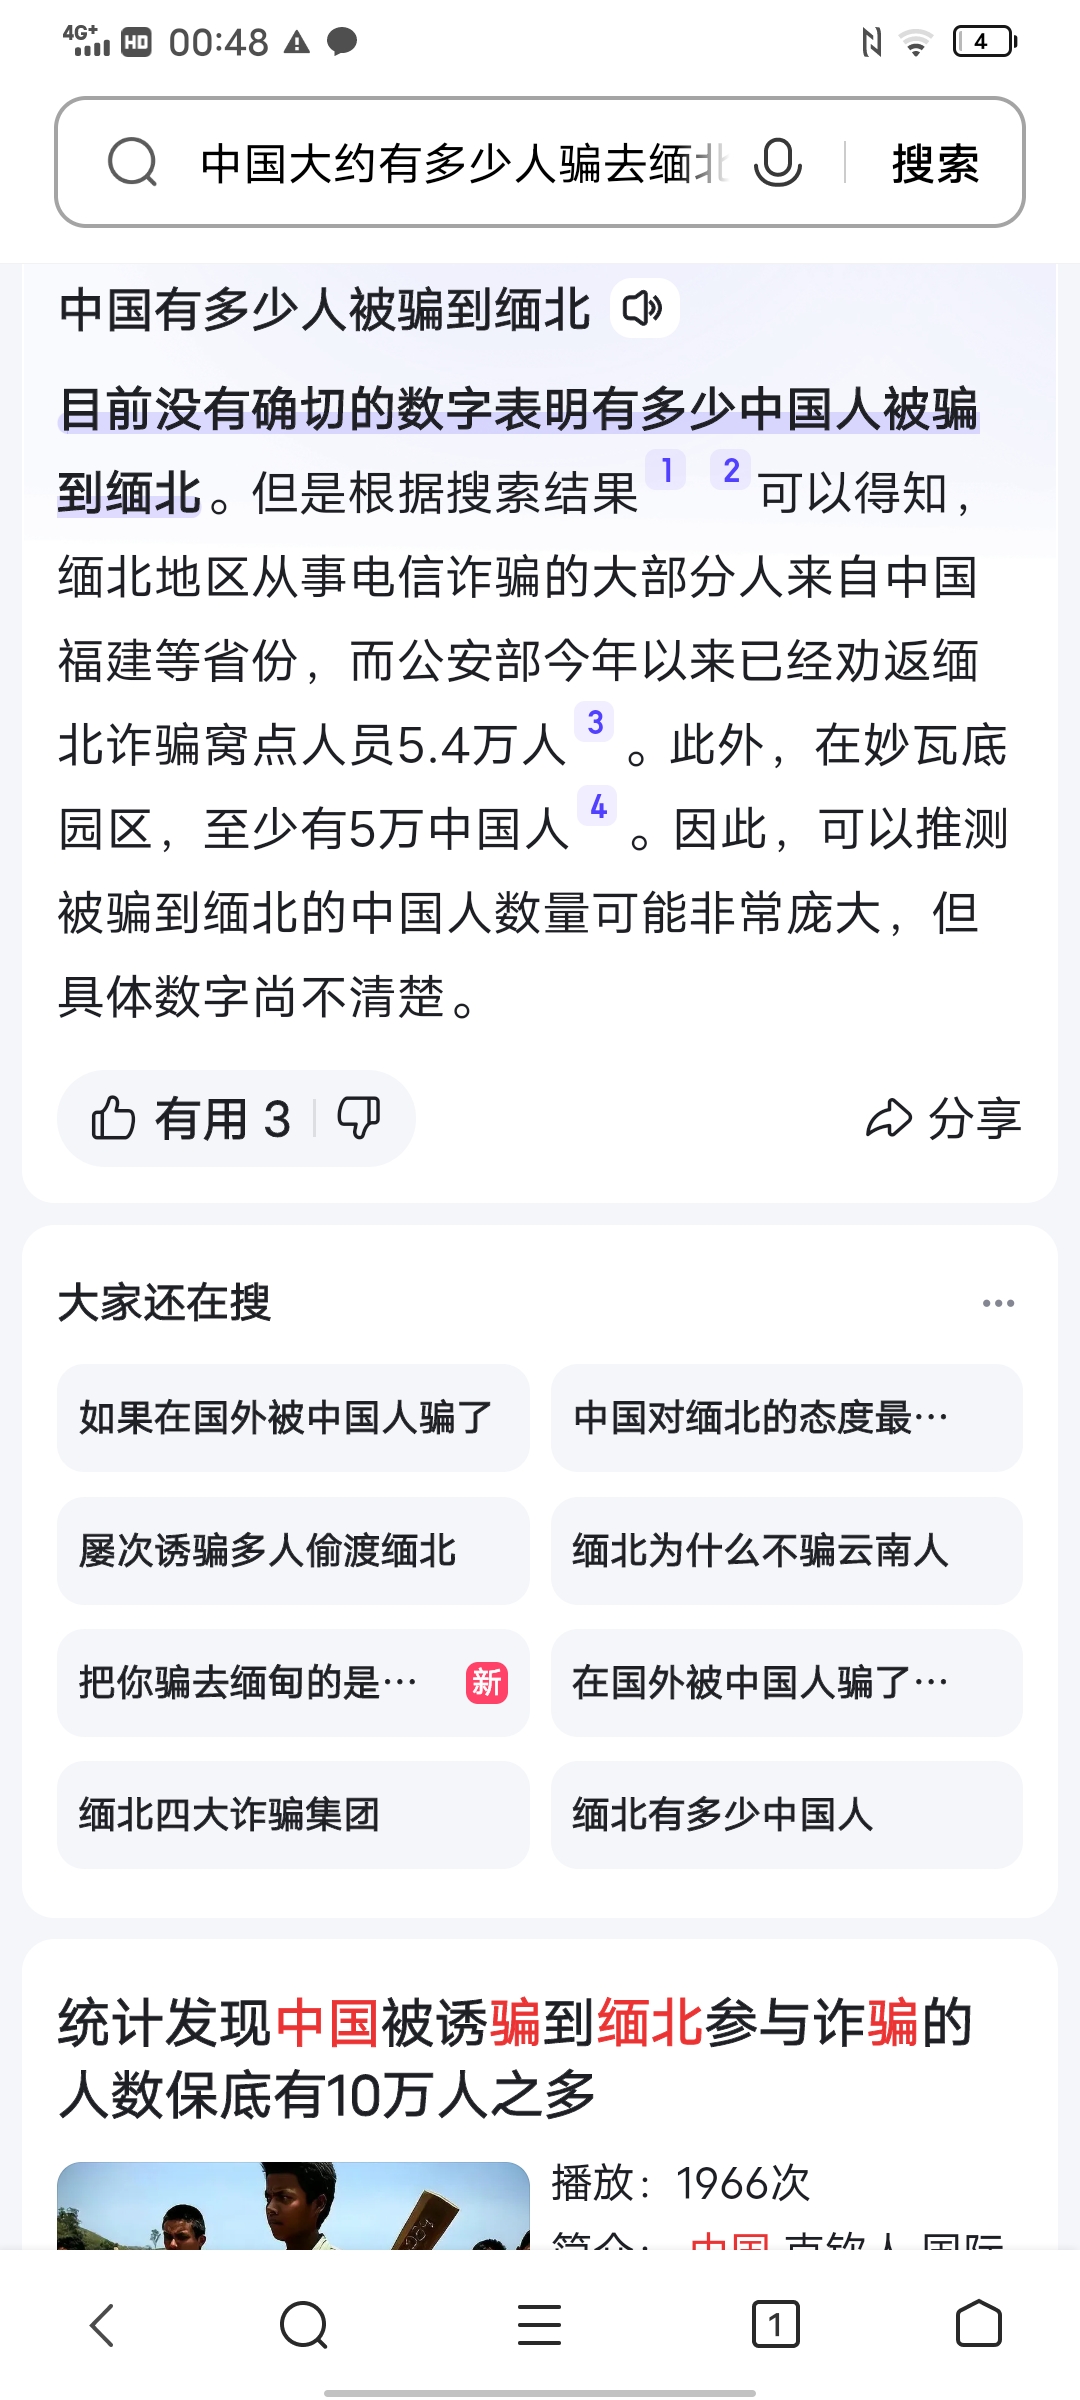 4G+ HD 00:48 4
中国大约有多少人骗去缅北 搜索
中国有多少人被骗到缅北
目前没有确切的数字表明有多少中国人被骗
到缅北。但是根据搜索结果 1 2 可以得知，
缅北地区从事电信诈骗的大部分人来自中国
福建等省份，而公安部今年以来已经劝返缅
北诈骗窝点人员5.4万人 3 。此外，在妙瓦底
园区，至少有5万中国人 4 。因此，可以推测
被骗到缅北的中国人数量可能非常庞大，但
具体数字尚不清楚。
有用 3 分享
大家还在搜
如果在国外被中国人骗了 中国对缅北的态度最…
屡次诱骗多人偷渡缅北 缅北为什么不骗云南人
把你骗去缅甸的是… 新 在国外被中国人骗了…
缅北四大诈骗集团 缅北有多少中国人
统计发现中国被诱骗到缅北参与诈骗的
人数保底有10万人之多
播放：1966次
简介：中国
1